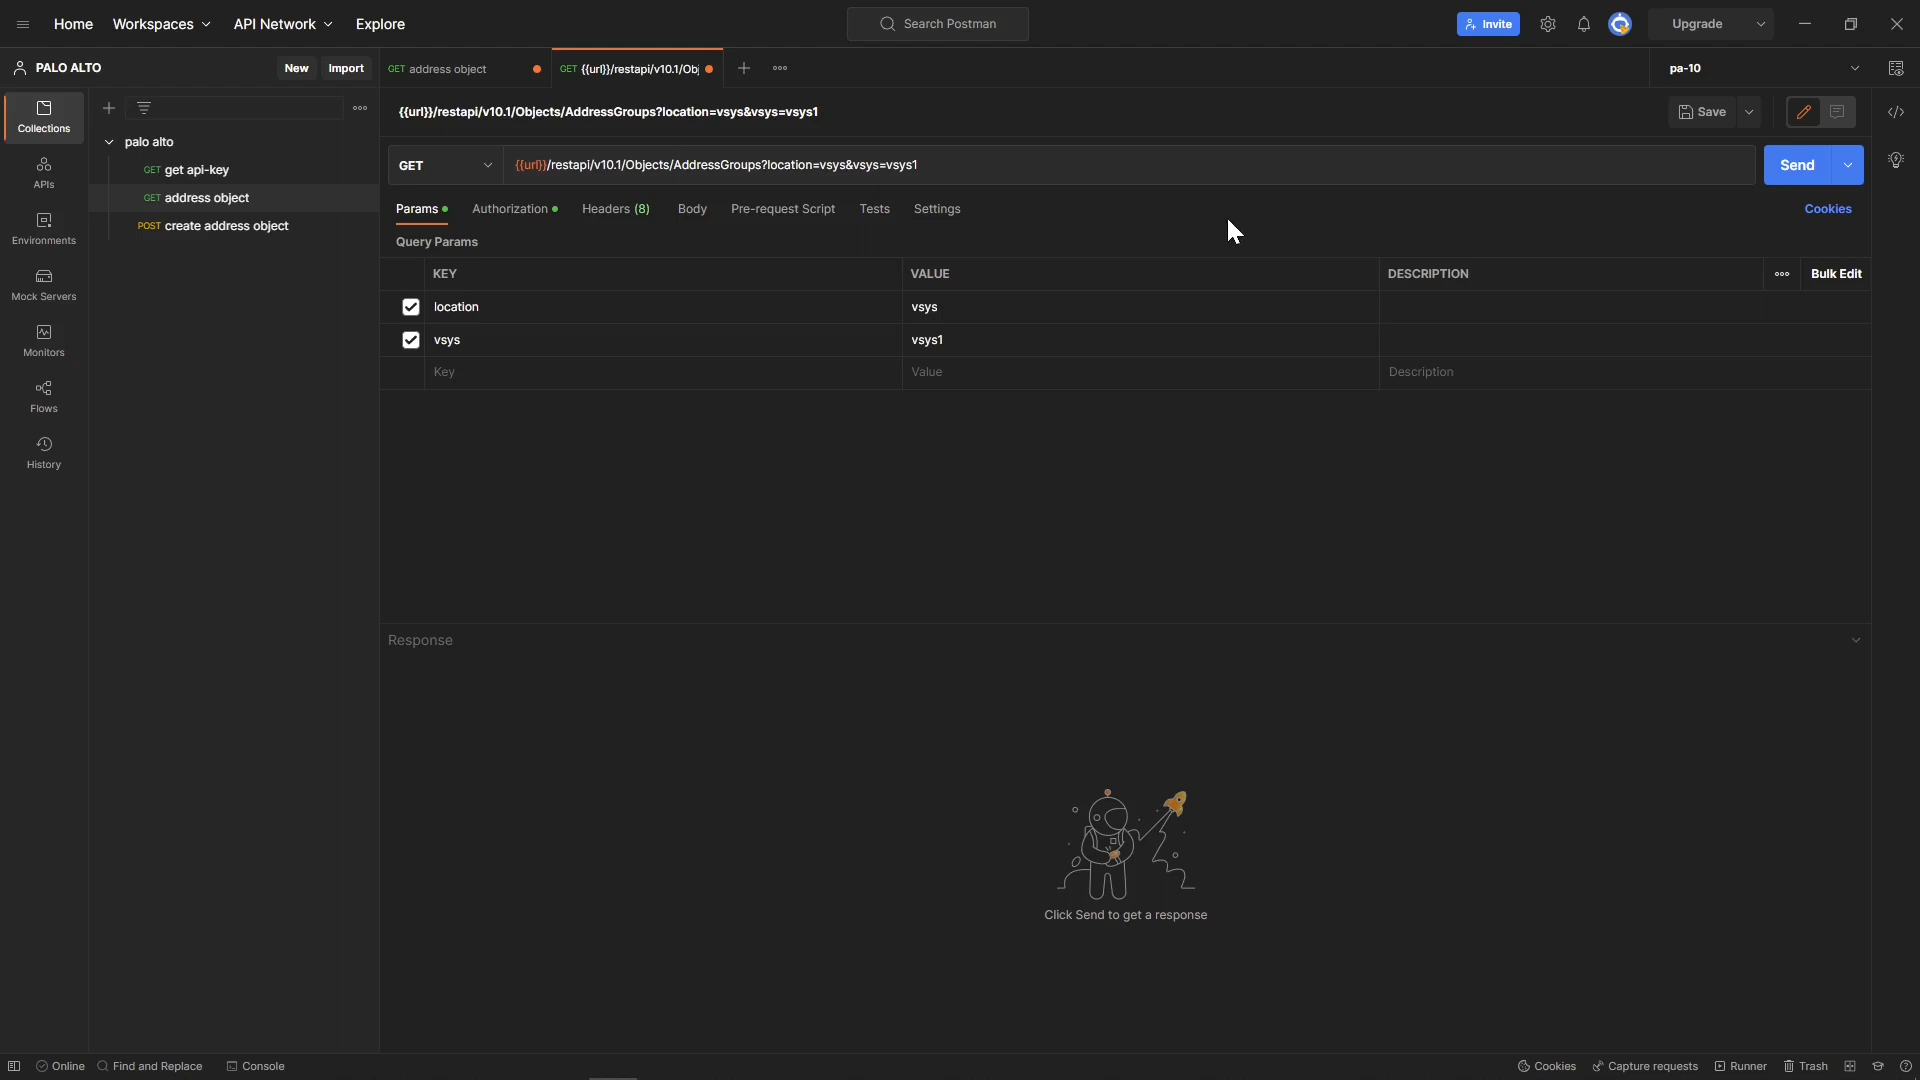 Home Workspaces API Network Explore Search Postman Invite Upgrade
PALO ALTO New Import GET address object GET {{url}}/restapi/v10.1/Obj pa-10
Collections
APIs
Environments
Mock Servers
Monitors
Flows
History
palo alto
GET get api-key
GET address object
POST create address object
{{url}}/restapi/v10.1/Objects/AddressGroups?location=vsys&vsys=vsys1 Save
GET {{url}}/restapi/v10.1/Objects/AddressGroups?location=vsys&vsys=vsys1 Send
Params Authorization Headers (8) Body Pre-request Script Tests Settings Cookies
Query Params
KEY VALUE DESCRIPTION Bulk Edit
location vsys
vsys vsys1
Key Value Description
Response
Click Send to get a response
Online Find and Replace Console Cookies Capture requests Runner Trash